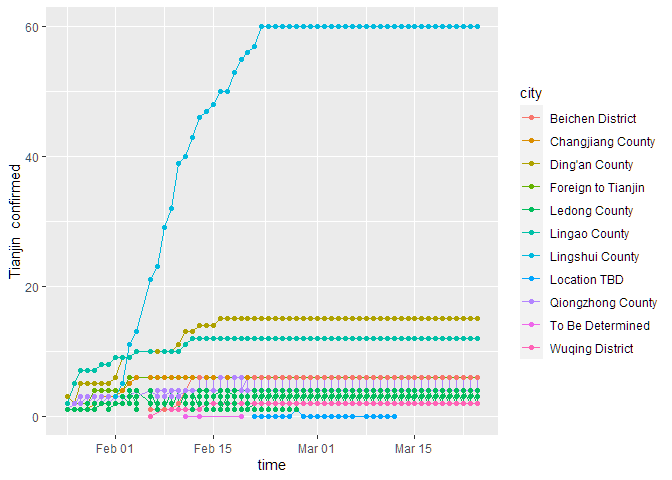 60
40
20
0
Tianjin confirmed
Feb 01
Feb 15
Mar 01
Mar 15
time
city
Beichen District
Changjiang County
Ding'an County
Foreign to Tianjin
Ledong County
Lingao County
Lingshui County
Location TBD
Qiongzhong County
To Be Determined
Wuqing District